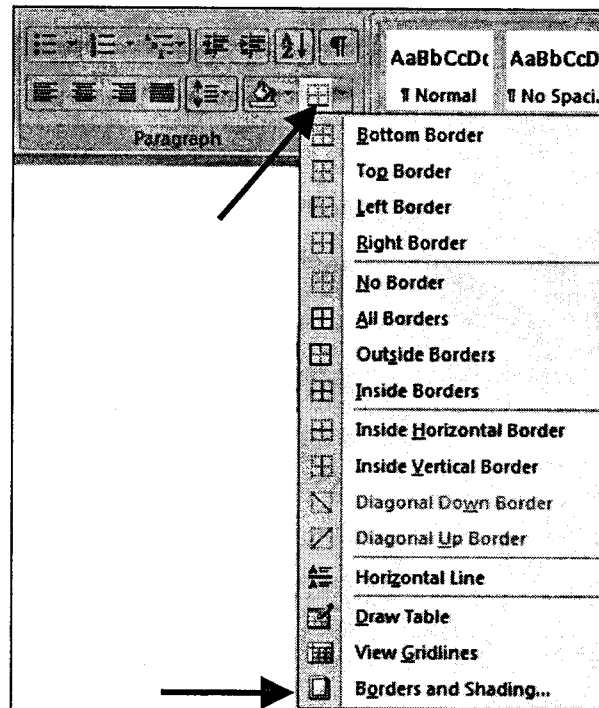 AaBbCcDc AaBbCcD
¶ Normal ¶ No Spaci...
Paragraph
Bottom Border
Top Border
Left Border
Right Border
No Border
All Borders
Outside Borders
Inside Borders
Inside Horizontal Border
Inside Vertical Border
Diagonal Down Border
Diagonal Up Border
Horizontal Line
Draw Table
View Gridlines
Borders and Shading...